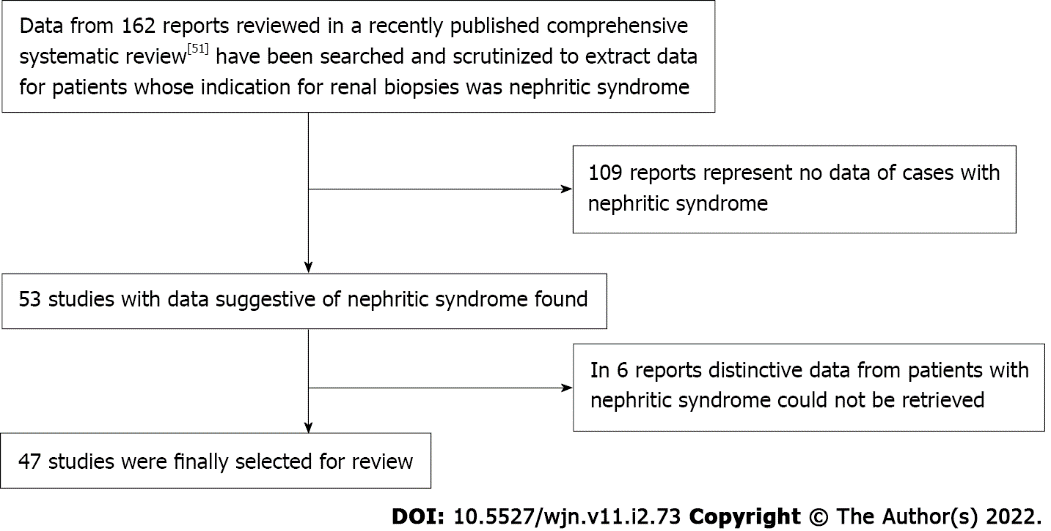 Data from 162 reports reviewed in a recently published comprehensive
systematic review[51] have been searched and scrutinized to extract data
for patients whose indication for renal biopsies was nephritic syndrome
109 reports represent no data of cases with
nephritic syndrome
53 studies with data suggestive of nephritic syndrome found
In 6 reports distinctive data from patients with
nephritic syndrome could not be retrieved
47 studies were finally selected for review
DOI: 10.5527/wjn.v11.i2.73 Copyright © The Author(s) 2022.